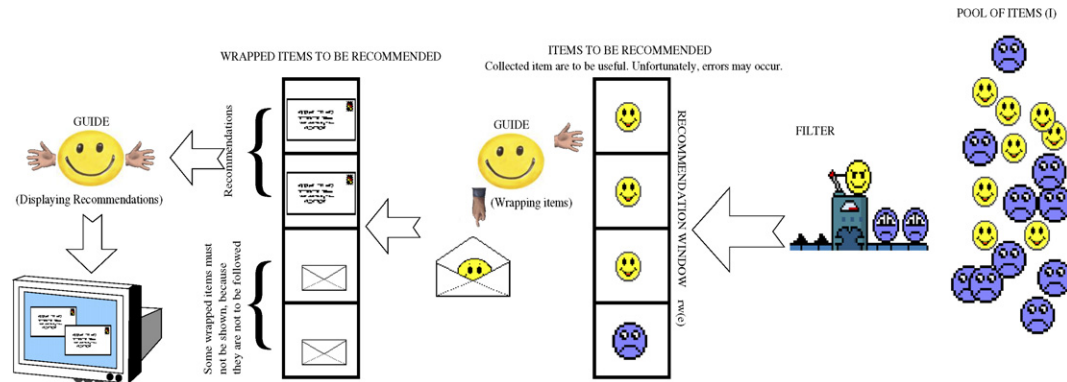 POOL OF ITEMS (I)
WRAPPED ITEMS TO BE RECOMMENDED
ITEMS TO BE RECOMMENDED
Collected item are to be useful. Unfortunately, errors may occur.
GUIDE
(Displaying Recommendations)
Recommendations
Some wrapped items must
not be shown, because
they are not to be followed
GUIDE
(Wrapping items)
RECOMMENDATION WINDOW rw(e)
FILTER